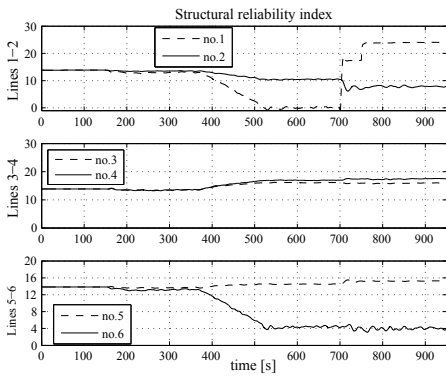 Structural reliability index
Lines 1−2
30
20
10
0
no.1
no.2
0 100 200 300 400 500 600 700 800 900
Lines 3−4
30
20
10
0
no.3
no.4
0 100 200 300 400 500 600 700 800 900
Lines 5−6
16
12
8
4
0
no.5
no.6
0 100 200 300 400 500 600 700 800 900
time [s]